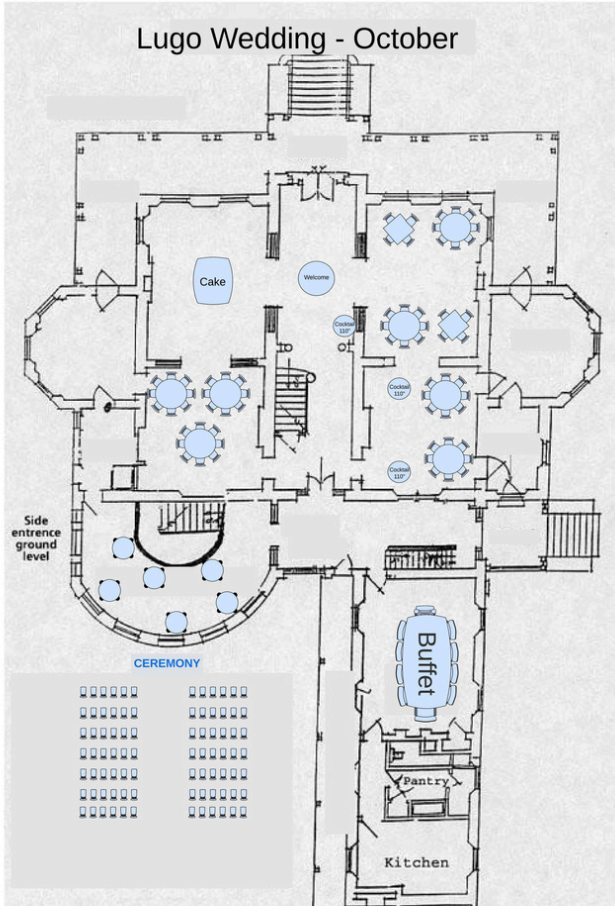 Lugo Wedding - October
Cake
Welcome
Cocktail
110"
Cocktail
110"
Cocktail
110"
Side
entrence
ground
level
CEREMONY
Buffet
Pantry
Kitchen